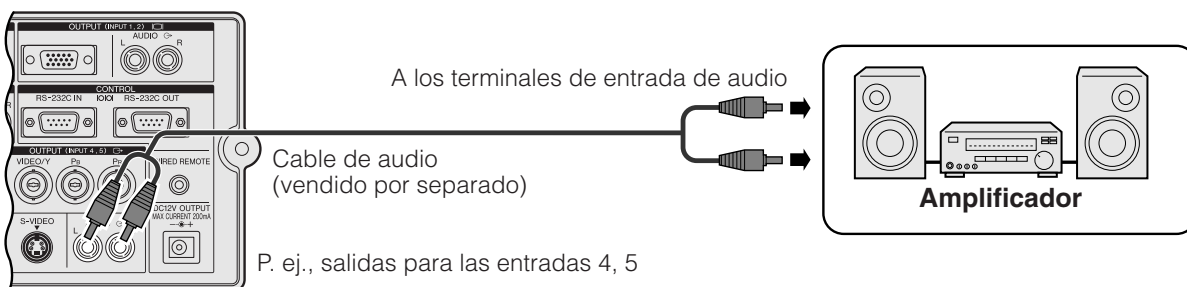 OUTPUT (INPUT 1, 2)
AUDIO
L R
CONTROL
RS-232C IN IOIOI RS-232C OUT
OUTPUT (INPUT 4, 5)
VIDEO/Y PB PR WIRED REMOTE
DC12V OUTPUT
MAX CURRENT 200mA
S-VIDEO
L
A los terminales de entrada de audio
Cable de audio
(vendido por separado)
P. ej., salidas para las entradas 4, 5
Amplificador